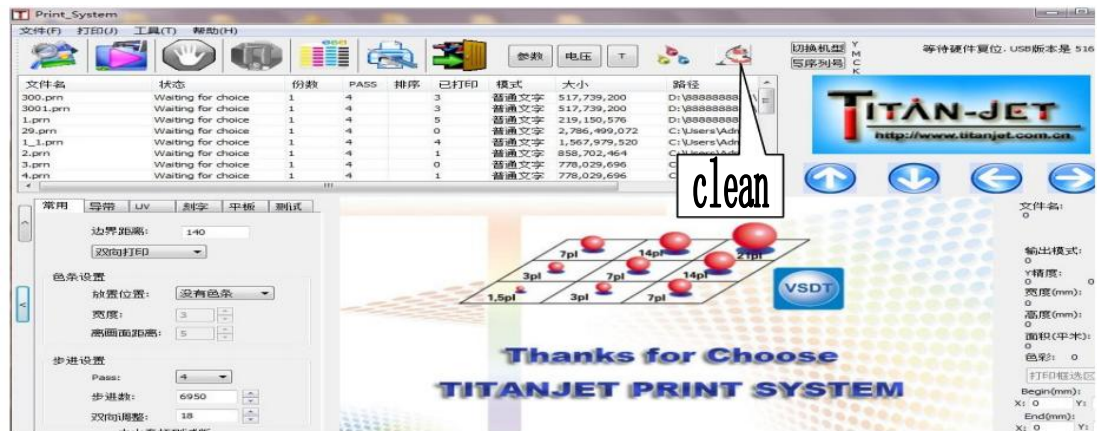 Print_System
文件(F) 打印(J) 工具(T) 帮助(H)
参数 电压 T 切换机型 写序列号 Y M C K 等待硬件复位. USB版本是 516
文件名 状态 份数 PASS 排序 已打印 模式 大小 路径
300.prn Waiting for choice 1 4 3 普通文字 517,739,200 D:\88888888
3001.prn Waiting for choice 1 4 3 普通文字 517,739,200 D:\88888888
1.prn Waiting for choice 1 4 5 普通文字 219,150,576 D:\88888888
29.prn Waiting for choice 1 4 0 普通文字 2,786,499,072 C:\Users\Adm
1_1.prn Waiting for choice 1 4 4 普通文字 1,567,979,520 C:\Users\Adm
2.prn Waiting for choice 1 4 1 普通文字 858,702,464
3.prn Waiting for choice 1 4 0 普通文字 778,029,696
4.prn Waiting for choice 1 4 1 普通文字 778,029,696
TITAN-JET
http://www.titanjet.com.cn
clean
常用 导带 UV 刻字 平板 测试
边界距离: 140
双向打印
色条设置
放置位置: 没有色条
宽度: 3
离画面距离: 5
步进设置
Pass: 4
步进数: 6950
双向调整: 18
7pl 14pl 21pl
3pl 7pl 14pl
1,5pl 3pl 7pl
VSDT
Thanks for Choose
TITANJET PRINT SYSTEM
文件名:
0
输出模式:
0
Y精度:
0 0
宽度(mm):
0
高度(mm):
0
面积(平米):
0
色彩: 0
打印框选区
Begin(mm):
X: 0 Y:
End(mm):
X: 0 Y: